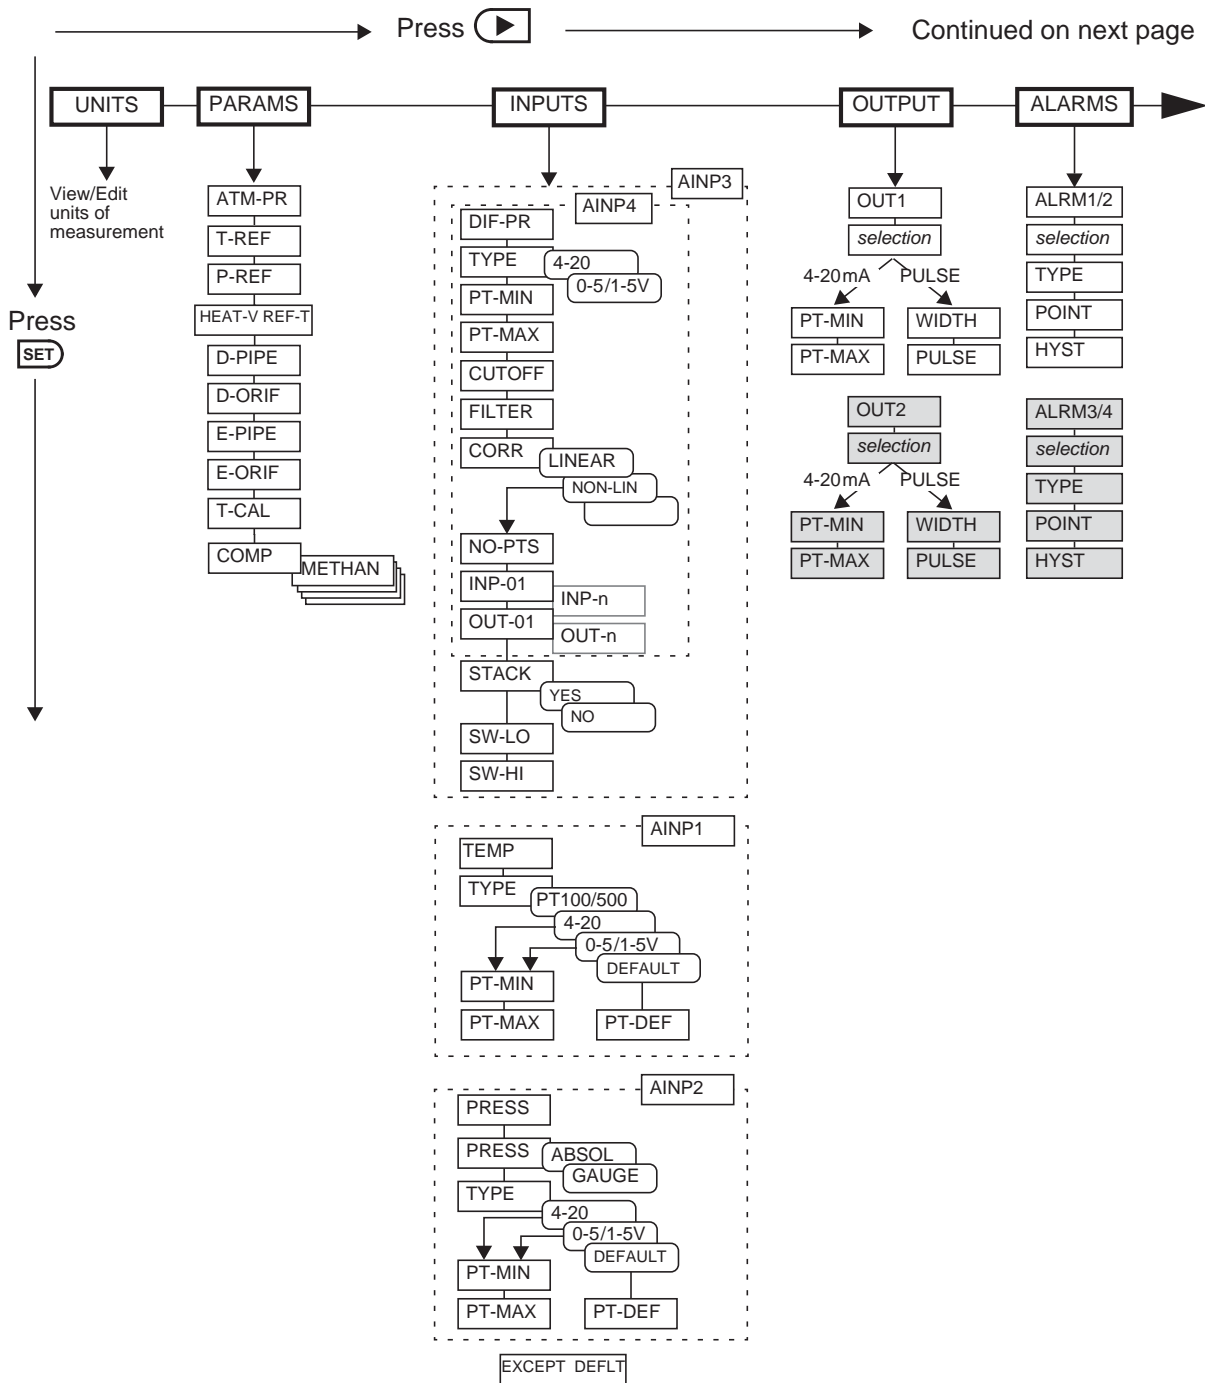 Press
Continued on next page
Press
SET
UNITS
View/Edit
units of
measurement
PARAMS
ATM-PR
T-REF
P-REF
HEAT-V REF-T
D-PIPE
D-ORIF
E-PIPE
E-ORIF
T-CAL
COMP
METHAN
INPUTS
AINP3
AINP4
DIF-PR
TYPE
4-20
0-5/1-5V
PT-MIN
PT-MAX
CUTOFF
FILTER
CORR
LINEAR
NON-LIN
NO-PTS
INP-01
INP-n
OUT-01
OUT-n
STACK
YES
NO
SW-LO
SW-HI
AINP1
TEMP
TYPE
PT100/500
4-20
0-5/1-5V
DEFAULT
PT-MIN
PT-MAX
PT-DEF
AINP2
PRESS
PRESS
ABSOL
GAUGE
TYPE
4-20
0-5/1-5V
DEFAULT
PT-MIN
PT-MAX
PT-DEF
EXCEPT DEFLT
OUTPUT
OUT1
selection
4-20mA PULSE
PT-MIN WIDTH
PT-MAX PULSE
OUT2
selection
4-20mA PULSE
PT-MIN WIDTH
PT-MAX PULSE
ALARMS
ALRM1/2
selection
TYPE
POINT
HYST
ALRM3/4
selection
TYPE
POINT
HYST